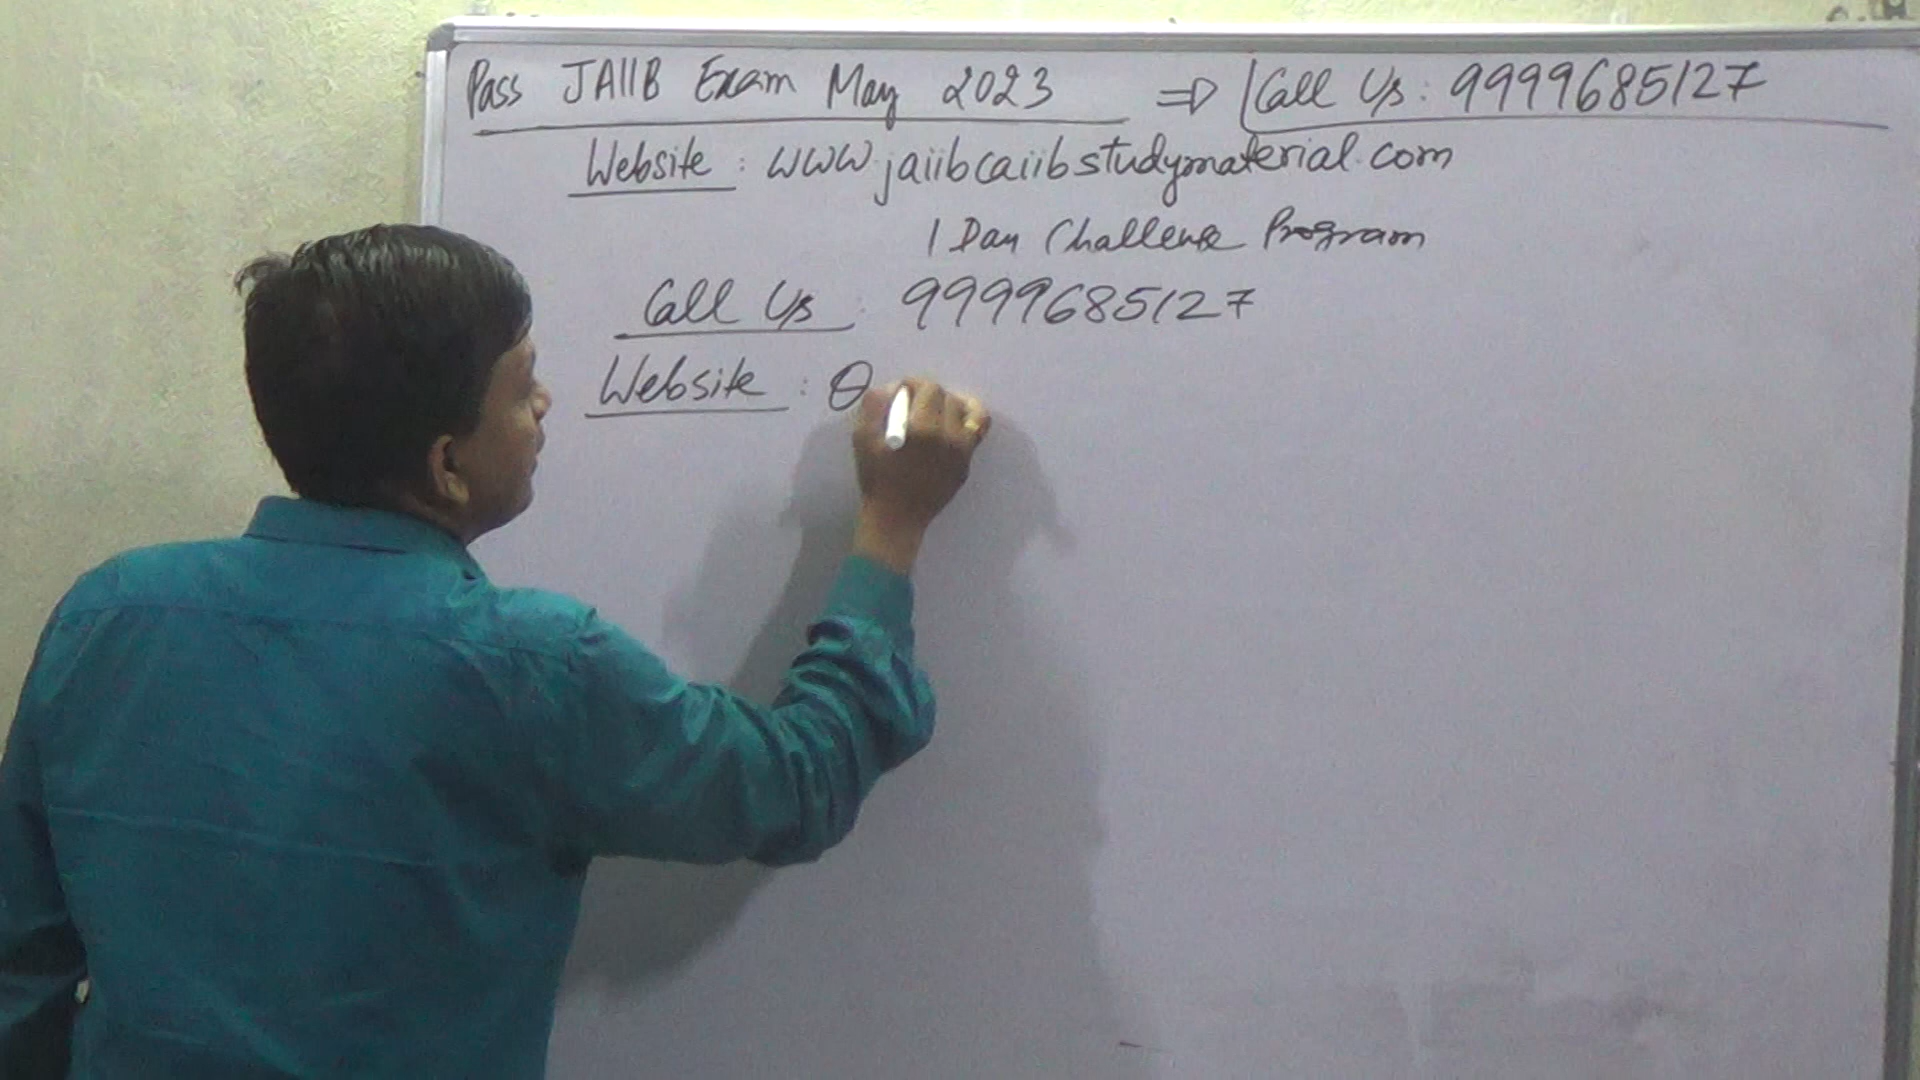 Pass JAIIB Exam May 2023 ⇒ Call Us: 9999685127
Website: www.jaiibcaiibstudymaterial.com
1 Day Challenge Program
Call Us: 9999685127
Website: